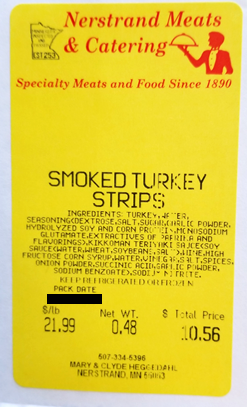 Nerstrand Meats
& Catering
Specialty Meats and Food Since 1890
SMOKED TURKEY
STRIPS
INGREDIENTS: TURKEY,WATER,
SEASONING(DEXTROSE,SALT,SUGAR,GARLIC POWDER,
HYDROLYZED SOY AND CORN PROTEIN,MONOSODIUM
GLUTAMATE,EXTRACTIVES OF PAPRIKA AND
FLAVORINGS),KIKKOMAN TERIYAKI SAUCE(SOY
SAUCE(WATER,WHEAT,SOYBEANS,SALT),WINE,HIGH
FRUCTOSE CORN SYRUP,WATER,VINEGAR,SALT,SPICES,
ONION POWDER,SUCCINIC ACID,GARLIC POWDER,
SODIUM BENZOATE),SODIUM NITRITE.
KEEP REFRIGERATED OR FROZEN
PACK DATE
$/lb Net WT. $ Total Price
21.99 0.48 10.56
507-334-6396
MARY & CLYDE HEGGEDAHL
NERSTRAND, MN 55053